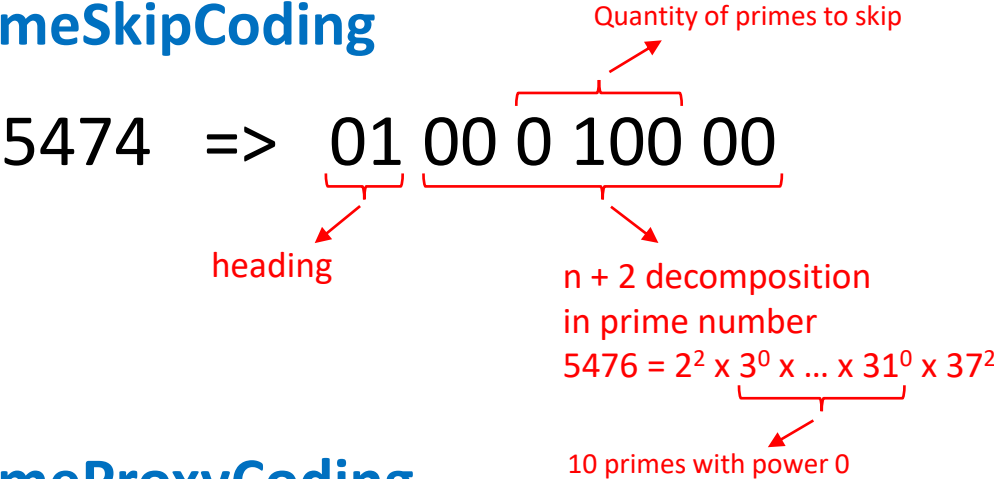 meSkipCoding
Quantity of primes to skip
5474 => 01 00 0 100 00
heading
n + 2 decomposition
in prime number
5476 = 2² x 3⁰ x ... x 31⁰ x 37²
10 primes with power 0
meProxyCoding